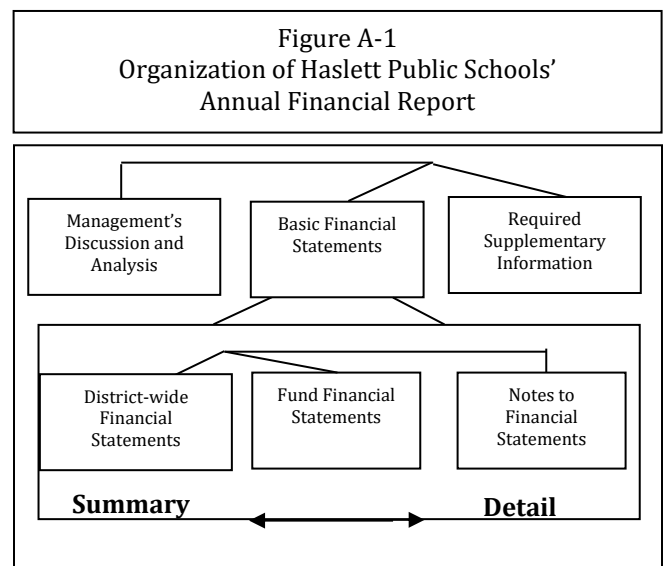 Figure A-1
Organization of Haslett Public Schools’
Annual Financial Report
Management’s
Discussion and
Analysis
Basic Financial
Statements
Required
Supplementary
Information
District-wide
Financial
Statements
Fund Financial
Statements
Notes to
Financial
Statements
Summary
Detail